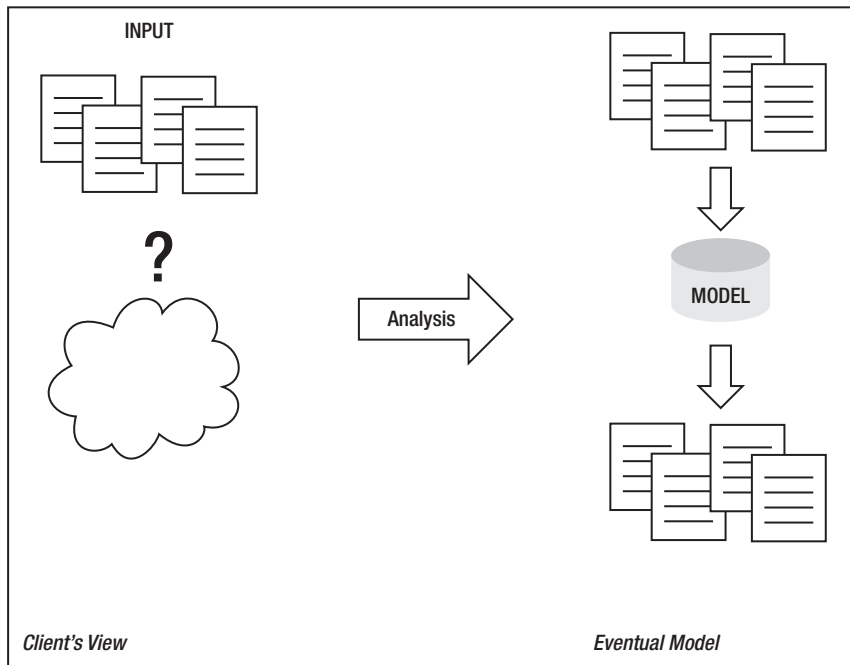 INPUT
?
Analysis
MODEL
Client's View
Eventual Model